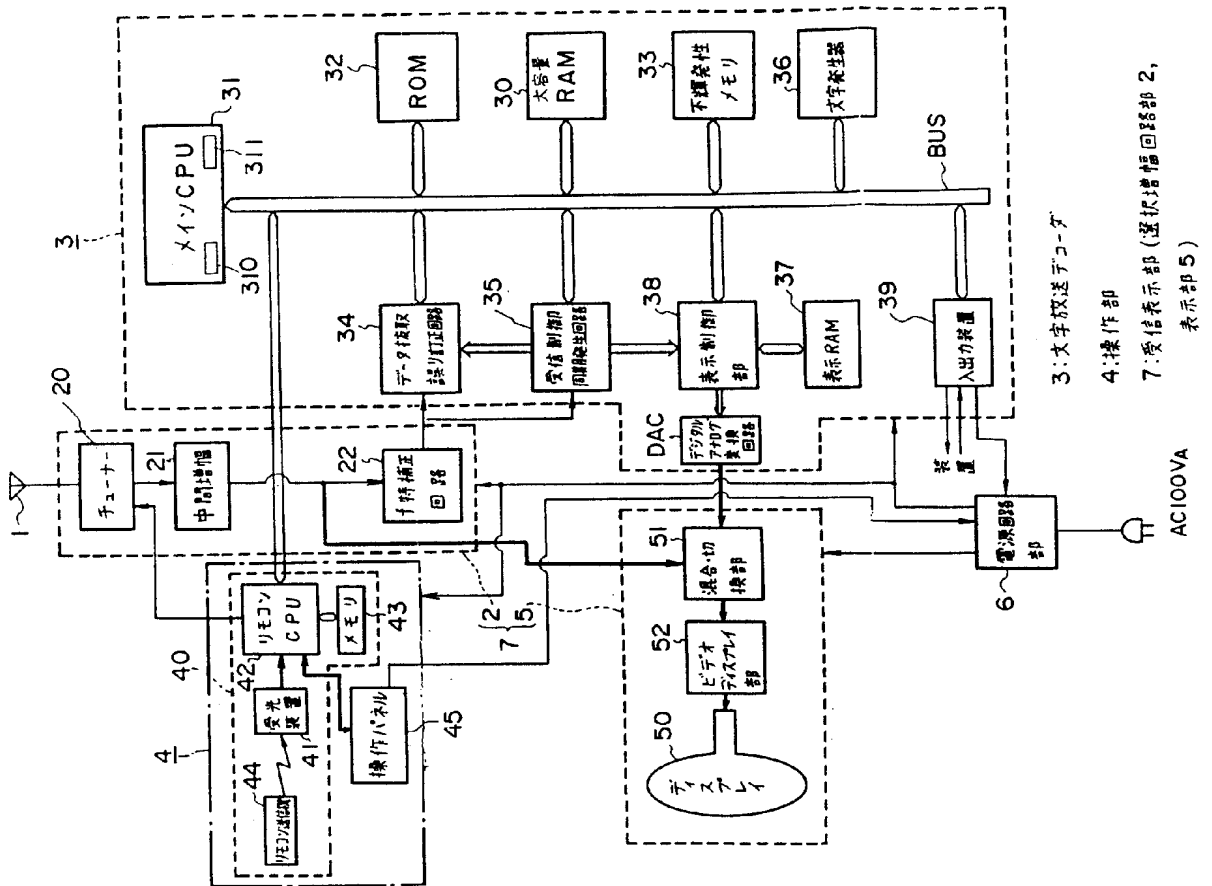 1
20
チューナー
21
中間増幅
22
f特補正
回路
2
5
7
3
メインCPU
31
310
311
32
ROM
30
大容量
RAM
33
不揮発性
メモリ
36
文字発生器
BUS
34
データ抜取
誤り訂正回路
35
受信制御
同期発生回路
38
表示制御
部
37
表示RAM
39
入出力装置
装
置
DAC
デジタル
アナログ
変換
回路
4
40
リモコン
CPU
42
43
メモリ
受光
装置
41
44
リモコン送信機
操作パネル
45
51
混合・切
換部
52
ビデオ
ディスプレイ
部
50
ディ
スプ
レイ
電源回路
部
6
AC100VA
3:文字放送デコーダ
4:操作部
7:受信表示部(選択増幅回路部2,
表示部5)